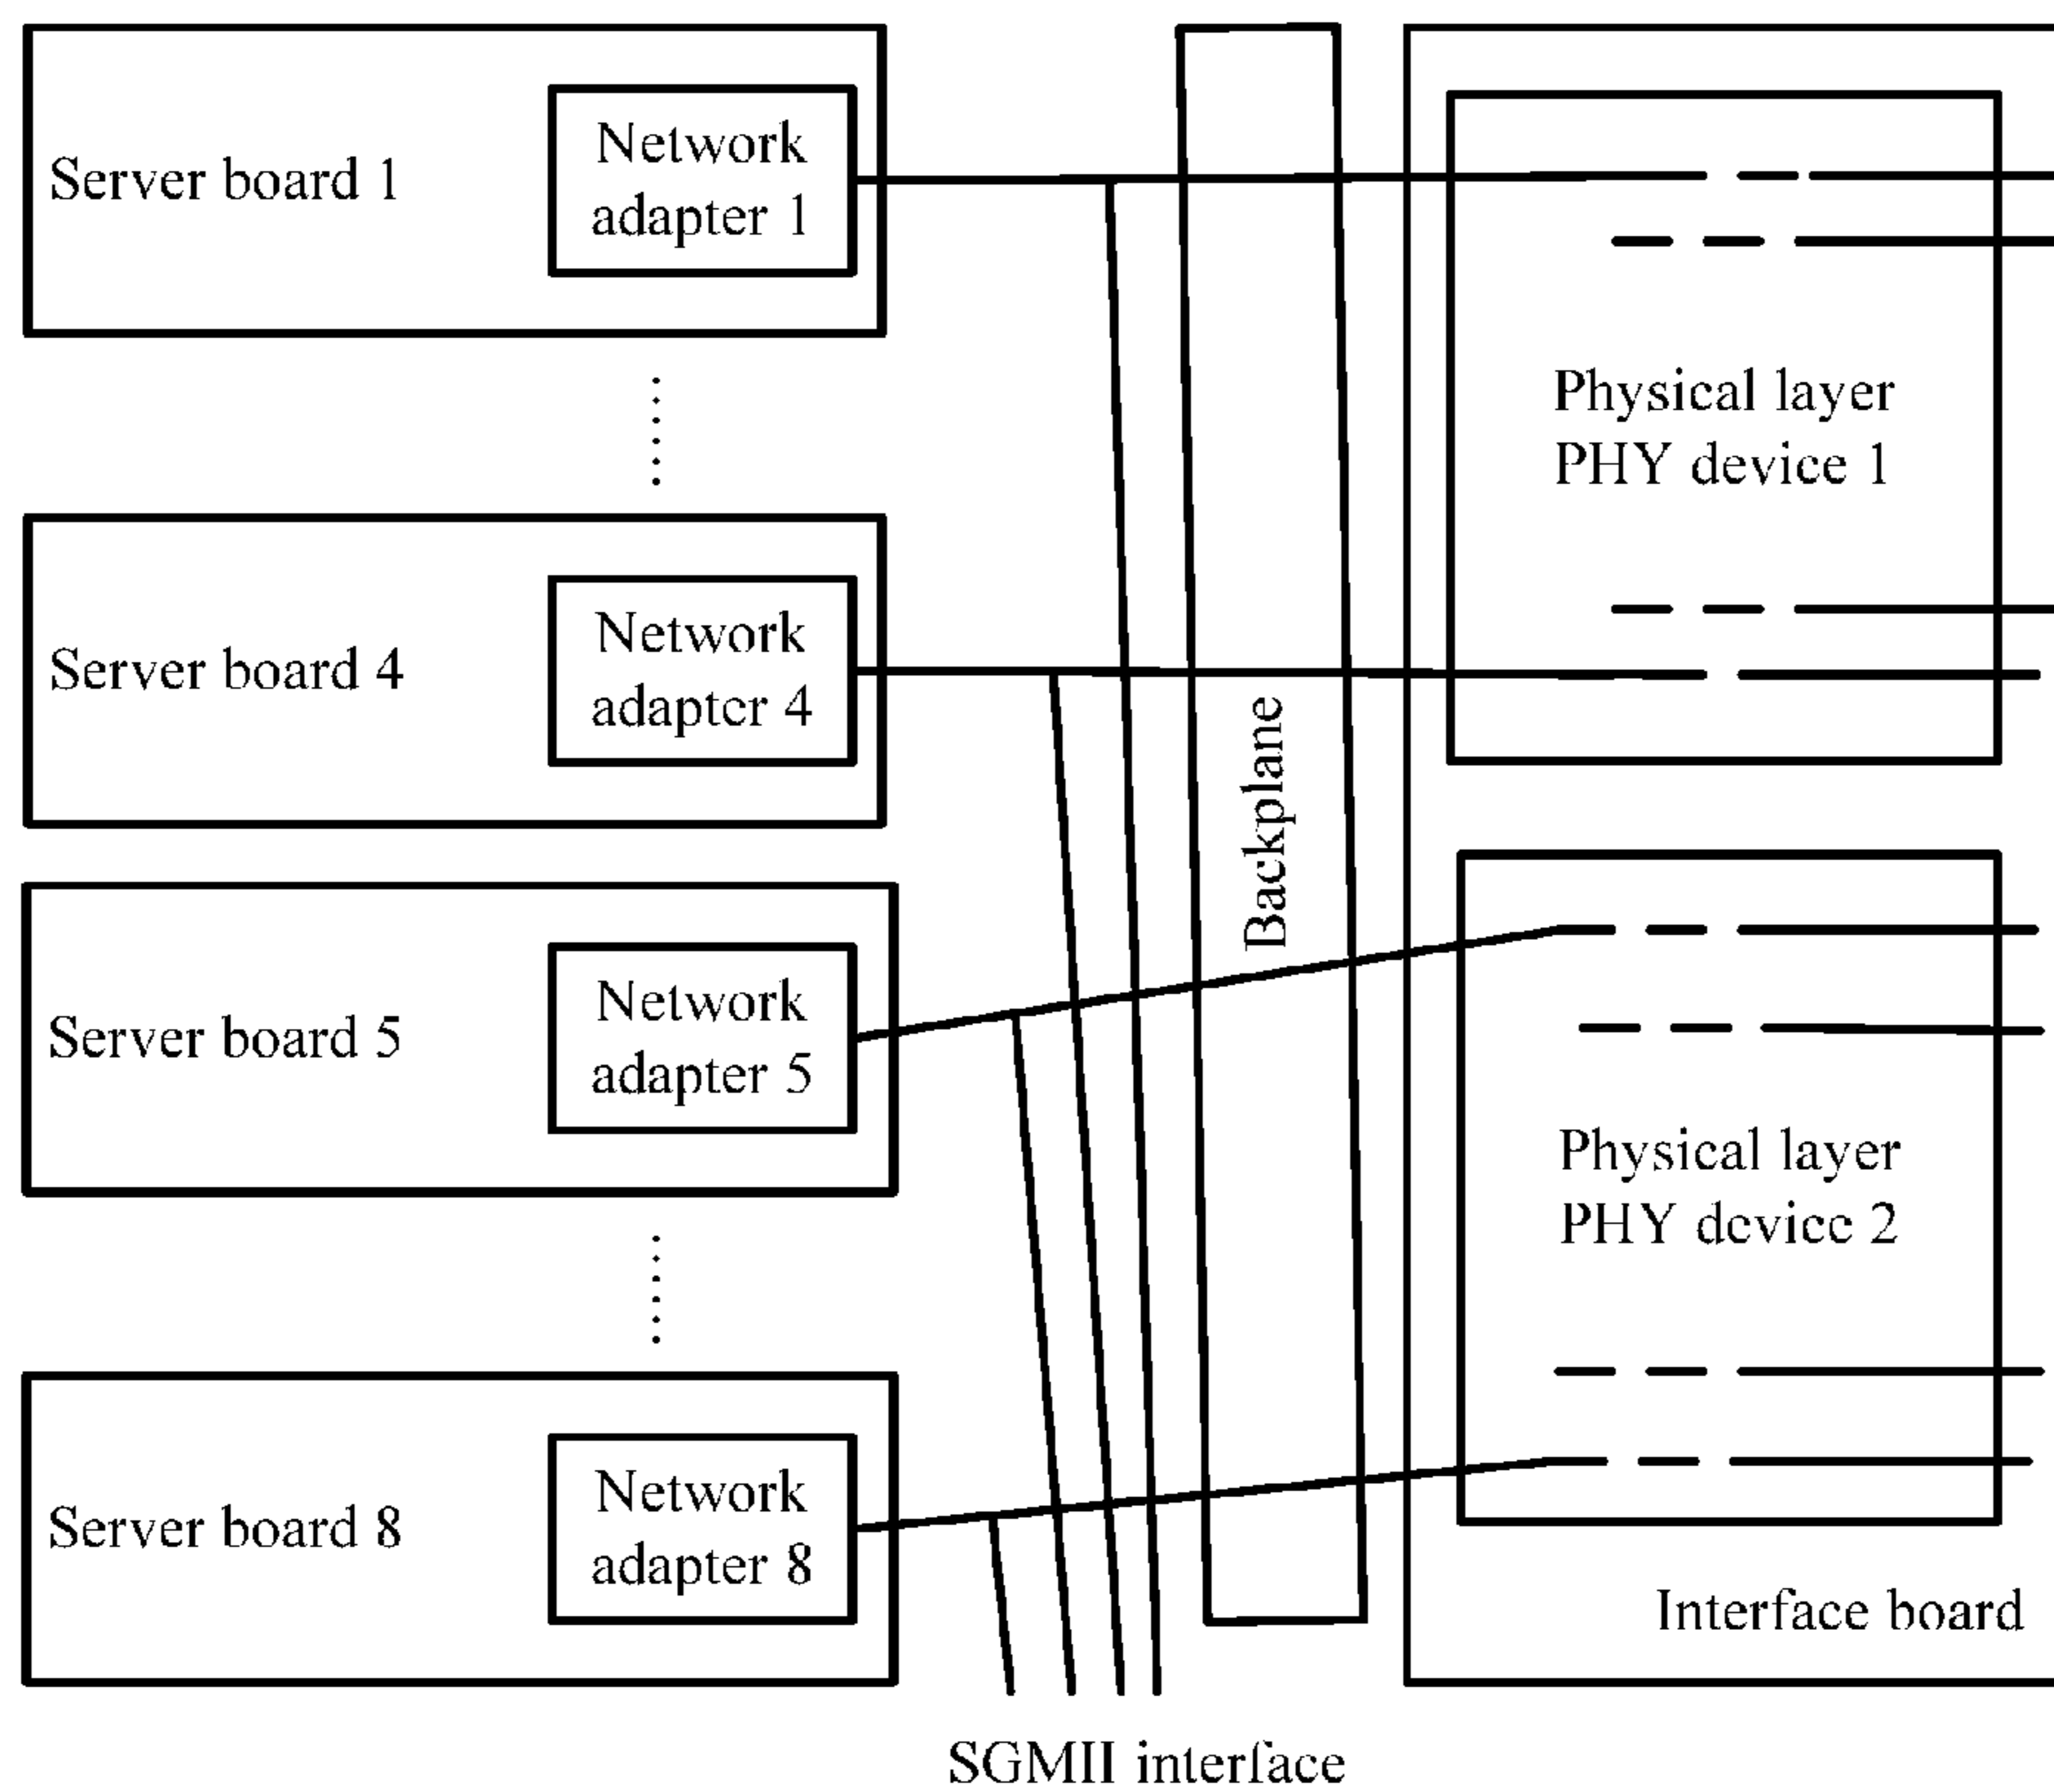 Server board 1
Network
adapter 1
Server board 4
Network
adapter 4
Server board 5
Network
adapter 5
Server board 8
Network
adapter 8
Backplane
Physical layer
PHY device 1
Physical layer
PHY device 2
Interface board
SGMII interface